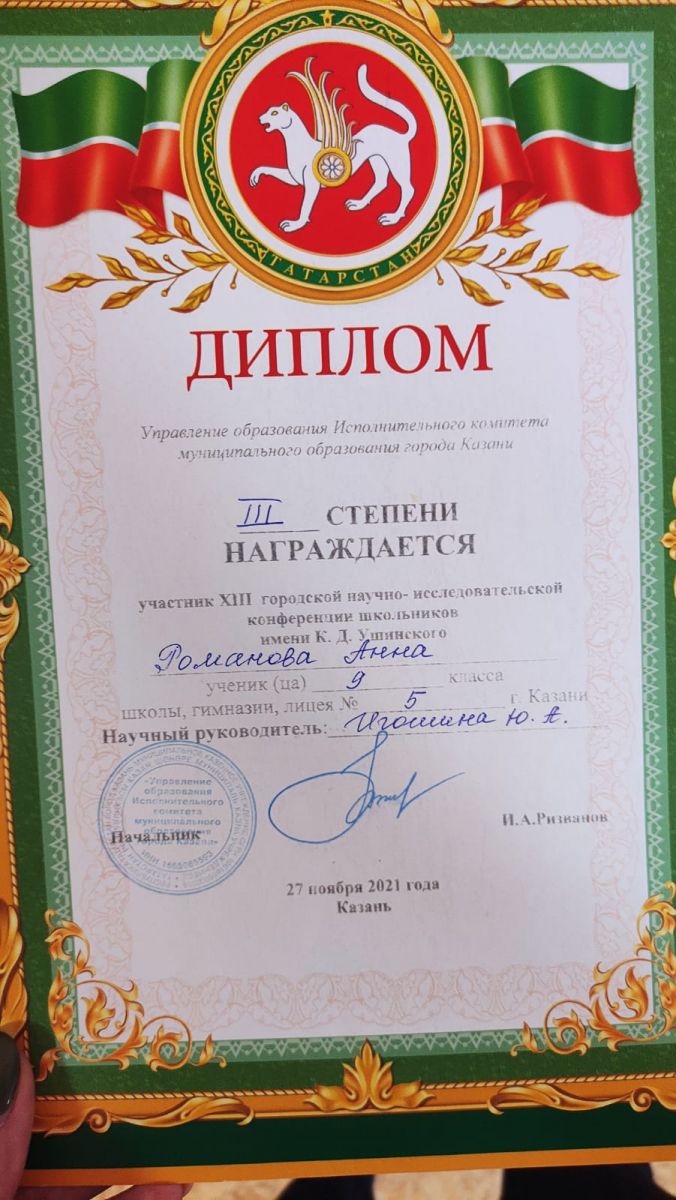 ТАТАРСТАН
ДИПЛОМ
Управление образования Исполнительного комитета
муниципального образования города Казани
III СТЕПЕНИ
НАГРАЖДАЕТСЯ
участник XIII городской научно- исследовательской
конференции школьников
имени К. Д. Ушинского
Романова Анна
ученик (ца) 9 класса
школы, гимназии, лицея № 5 г. Казани
Научный руководитель: Игошина Ю. А.
«Управление
образования
Исполнительного
комитета
муниципального
образования
города Казани»
Начальник
И.А.Ризванов
27 ноября 2021 года
Казань